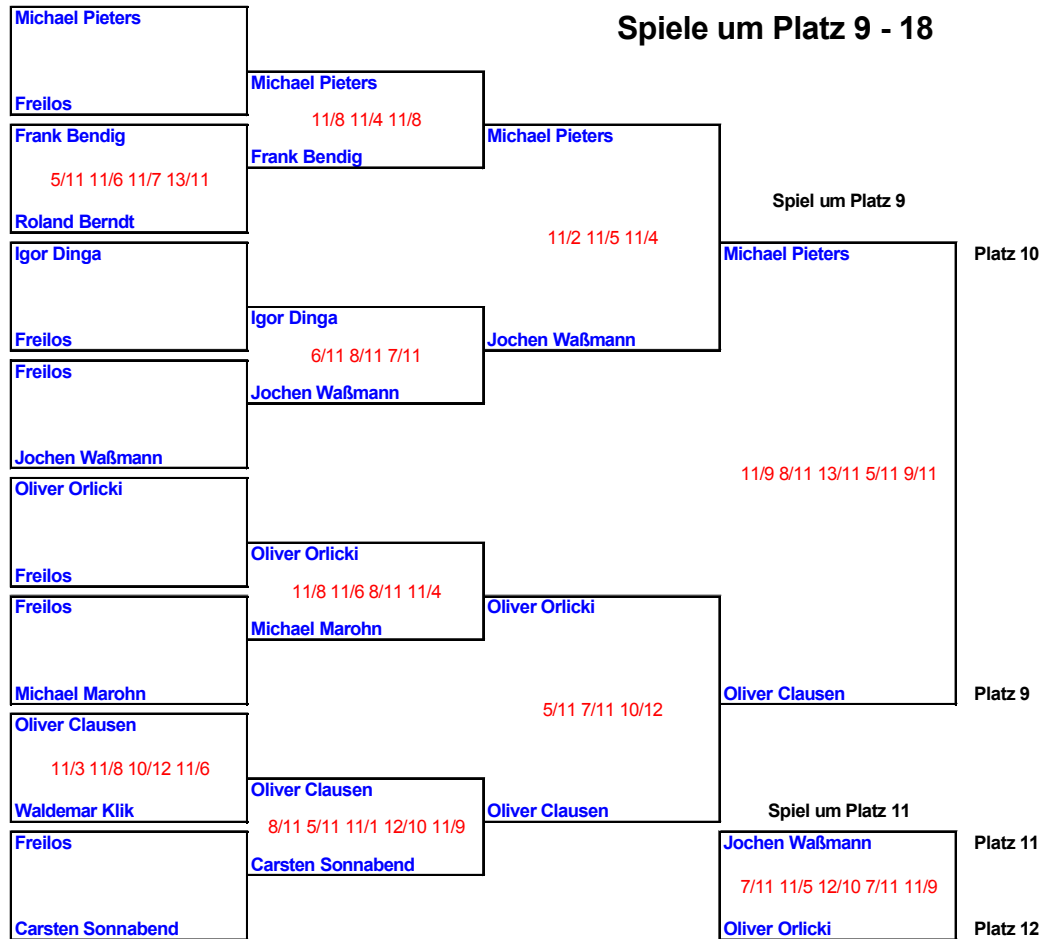 Michael Pieters
Spiele um Platz 9 - 18
Michael Pieters
Freilos
11/8 11/4 11/8
Frank Bendig
Michael Pieters
Frank Bendig
5/11 11/6 11/7 13/11
Spiel um Platz 9
Roland Berndt
11/2 11/5 11/4
Igor Dinga
Michael Pieters
Platz 10
Igor Dinga
Freilos
Jochen Waßmann
6/11 8/11 7/11
Freilos
Jochen Waßmann
Jochen Waßmann
11/9 8/11 13/11 5/11 9/11
Oliver Orlicki
Oliver Orlicki
Freilos
11/8 11/6 8/11 11/4
Freilos
Oliver Orlicki
Michael Marohn
Michael Marohn
Oliver Clausen
Platz 9
5/11 7/11 10/12
Oliver Clausen
11/3 11/8 10/12 11/6
Oliver Clausen
Waldemar Klik
Oliver Clausen
Spiel um Platz 11
8/11 5/11 11/1 12/10 11/9
Freilos
Jochen Waßmann
Platz 11
Carsten Sonnabend
7/11 11/5 12/10 7/11 11/9
Carsten Sonnabend
Oliver Orlicki
Platz 12